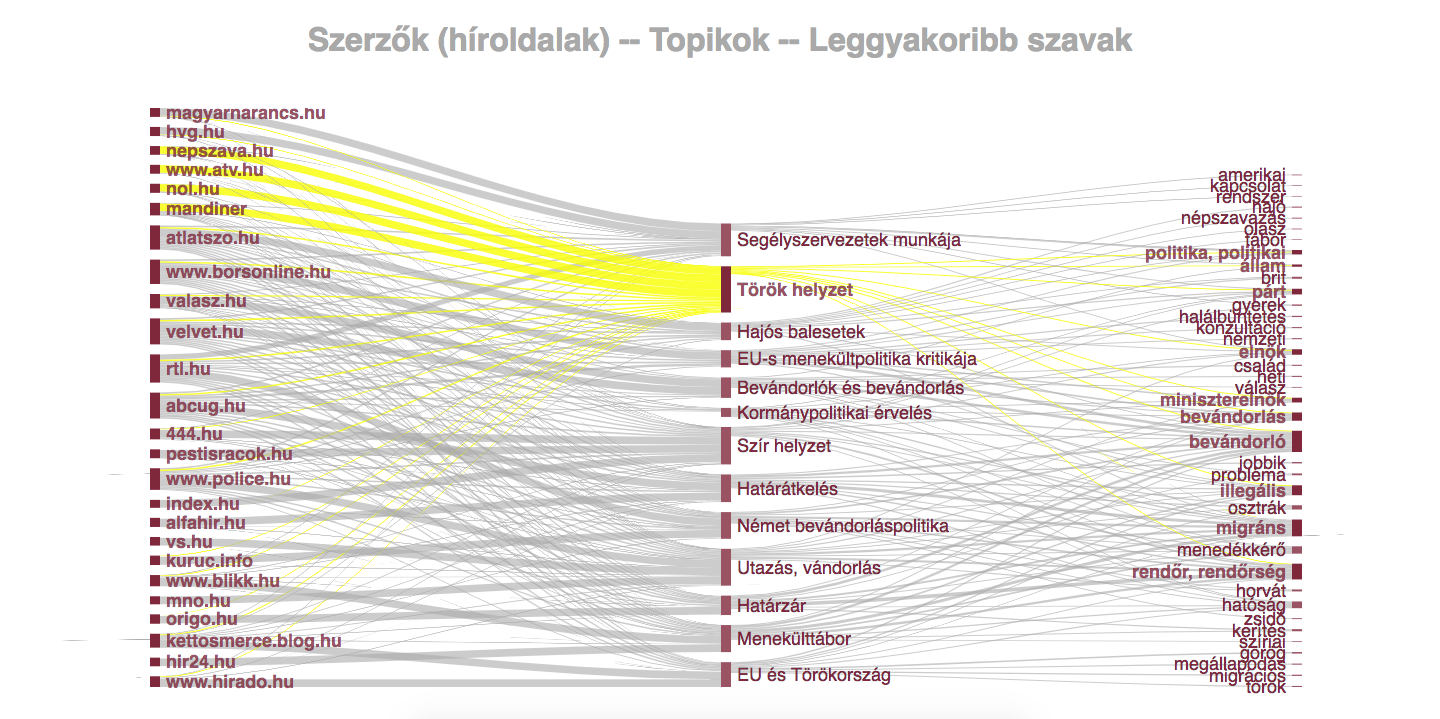 Szerzők (híroldalak) -- Topikok -- Leggyakoribb szavak
magyarnarancs.hu
hvg.hu
nepszava.hu
www.atv.hu
nol.hu
mandiner
atlatszo.hu
www.borsonline.hu
valasz.hu
velvet.hu
rtl.hu
abcug.hu
444.hu
pestisracok.hu
www.police.hu
index.hu
alfahir.hu
vs.hu
kuruc.info
www.blikk.hu
mno.hu
origo.hu
kettosmerce.blog.hu
hir24.hu
www.hirado.hu
Segélyszervezetek munkája
Török helyzet
Hajós balesetek
EU-s menekültpolitika kritikája
Bevándorlók és bevándorlás
Kormánypolitikai érvelés
Szír helyzet
Határátkelés
Német bevándorláspolitika
Utazás, vándorlás
Határzár
Menekülttábor
EU és Törökország
amerikai
kapcsolat
rendszer
háló
népszavazás
olasz
tábor
politika, politikai
állam
brit
párt
gyerek
halálbüntetés
konzultáció
nemzeti
elnök
család
heti
válasz
miniszterelnök
bevándorlás
bevándorló
jobbik
probléma
illegális
osztrák
migráns
menedékkérő
rendőr, rendőrség
horvát
hatóság
zsidó
kerítés
szíriai
görög
megállapodás
migrációs
török